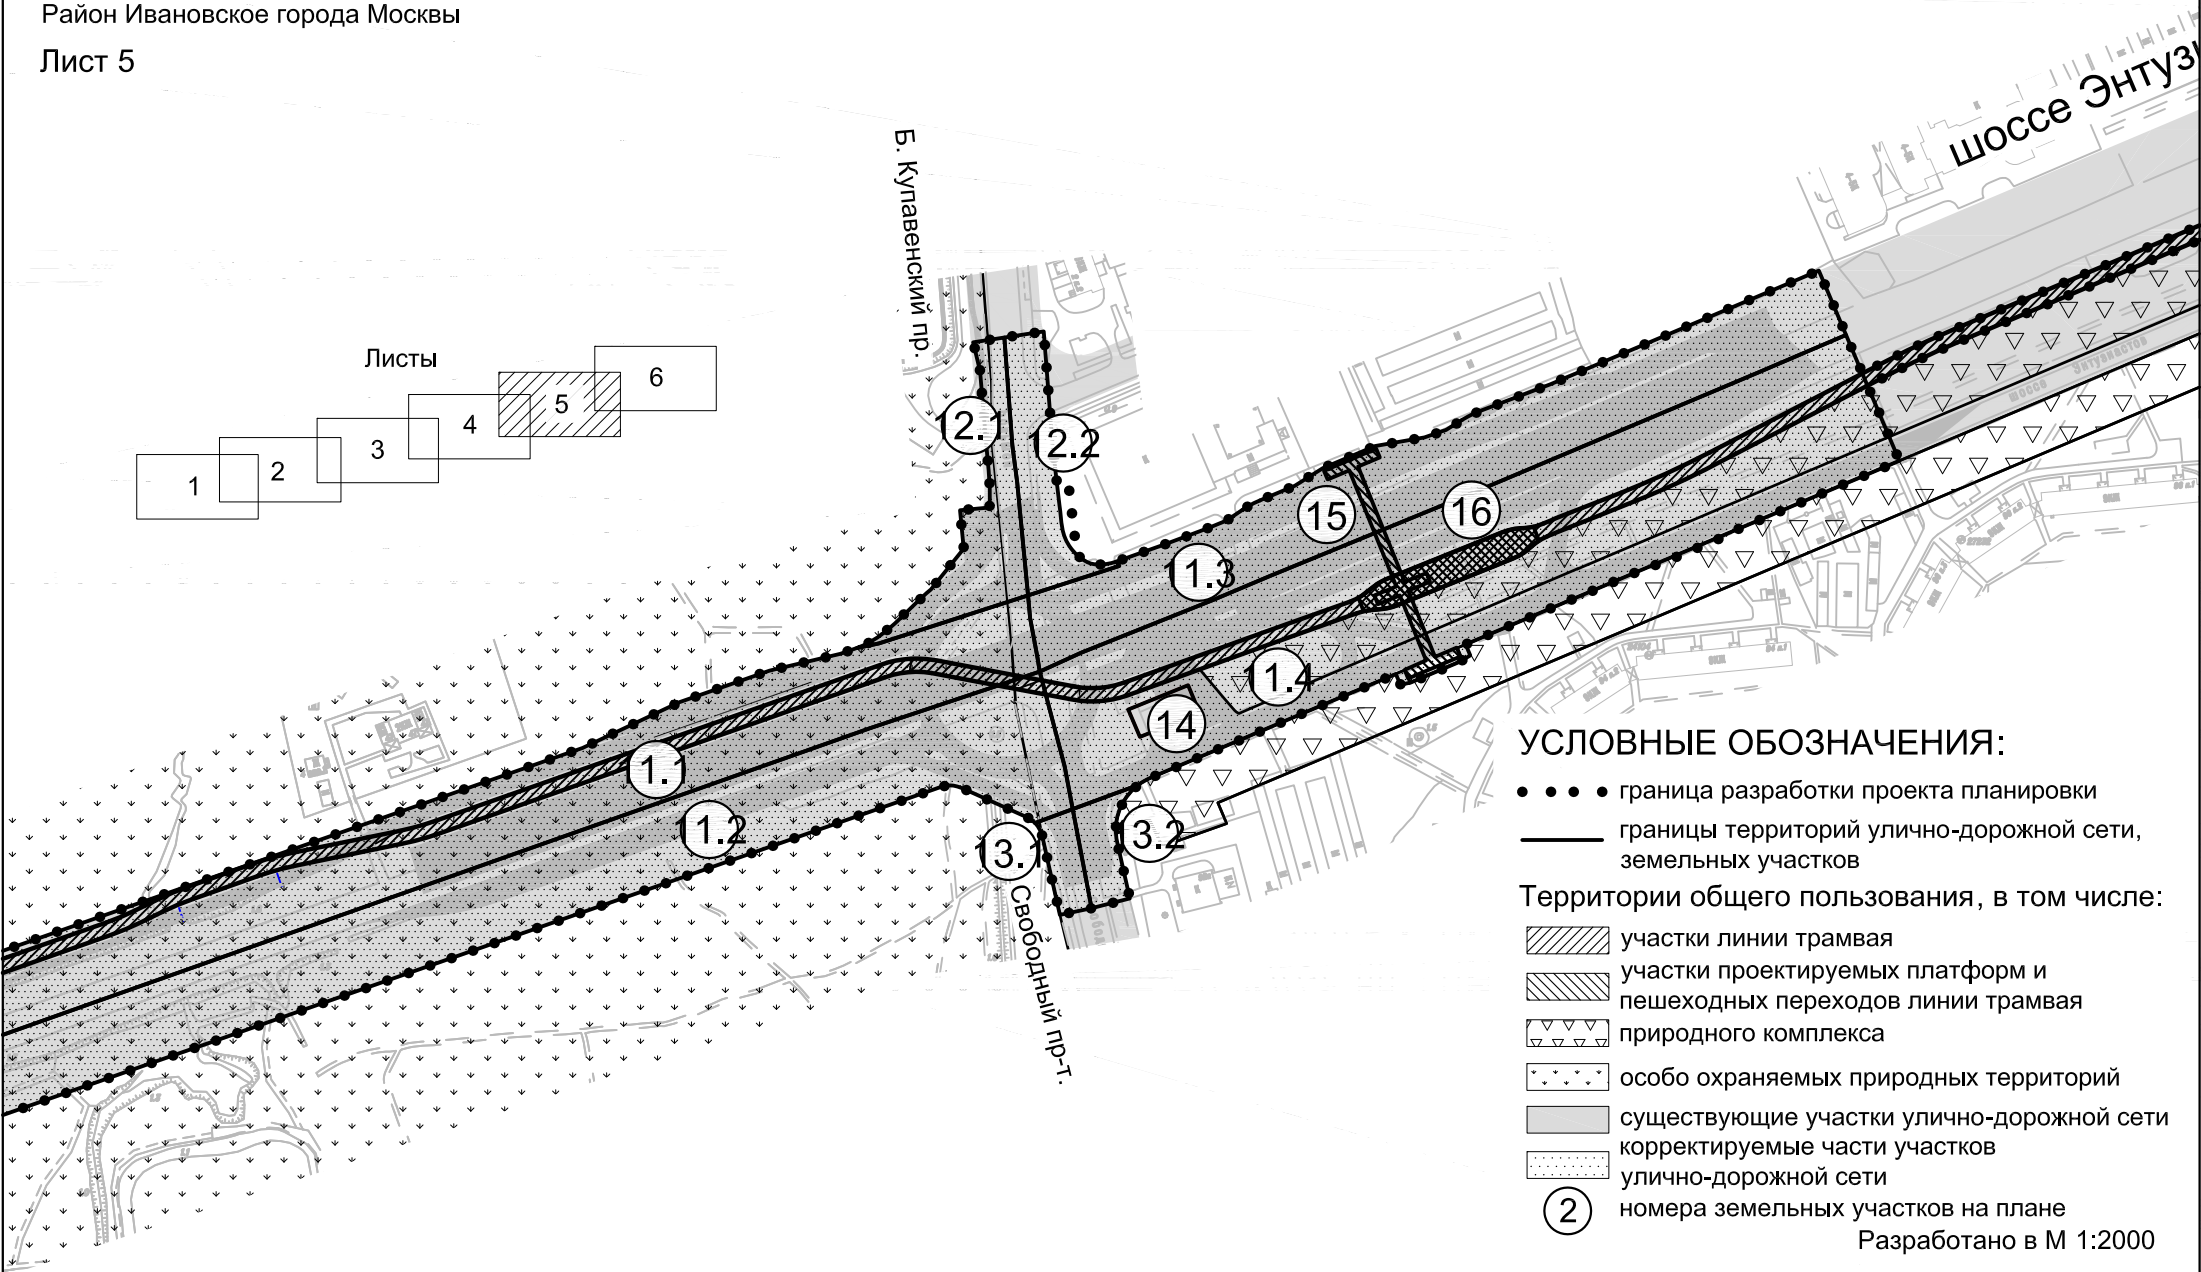 Район Ивановское города Москвы
Лист 5
шоссе Энтузи
Б. Купавенский пр.
Листы
1
2
3
4
5
6
12.1
12.2
15
16
11.3
11.4
14
11.1
11.2
13.1
13.2
Свободный пр-т.
шоссе Энтузиастов
УСЛОВНЫЕ ОБОЗНАЧЕНИЯ:
граница разработки проекта планировки
границы территорий улично-дорожной сети,
земельных участков
Территории общего пользования, в том числе:
участки линии трамвая
участки проектируемых платформ и
пешеходных переходов линии трамвая
природного комплекса
особо охраняемых природных территорий
существующие участки улично-дорожной сети
корректируемые части участков
улично-дорожной сети
2
номера земельных участков на плане
Разработано в М 1:2000